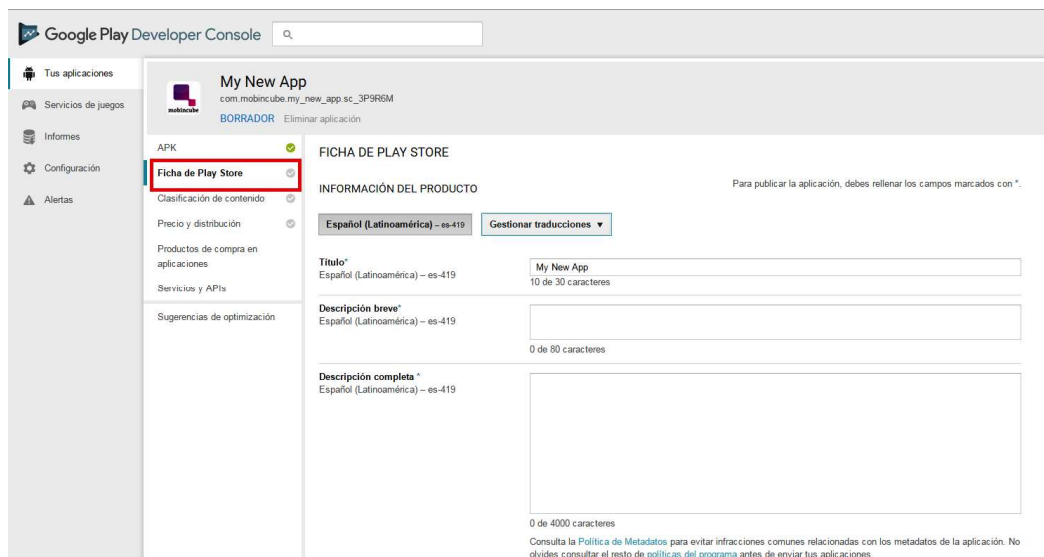 Google Play Developer Console
Tus aplicaciones
Servicios de juegos
Informes
Configuración
Alertas
mobincube
My New App
com.mobincube.my_new_app.sc_3P9R6M
BORRADOR Eliminar aplicación
APK
Ficha de Play Store
Clasificación de contenido
Precio y distribución
Productos de compra en
aplicaciones
Servicios y APIs
Sugerencias de optimización
FICHA DE PLAY STORE
INFORMACIÓN DEL PRODUCTO
Para publicar la aplicación, debes rellenar los campos marcados con *.
Español (Latinoamérica) – es-419 Gestionar traducciones ▼
Título*
Español (Latinoamérica) – es-419
My New App
10 de 30 caracteres
Descripción breve*
Español (Latinoamérica) – es-419
0 de 80 caracteres
Descripción completa *
Español (Latinoamérica) – es-419
0 de 4000 caracteres
Consulta la Política de Metadatos para evitar infracciones comunes relacionadas con los metadatos de la aplicación. No
olvides consultar el resto de políticas del programa antes de enviar tus aplicaciones